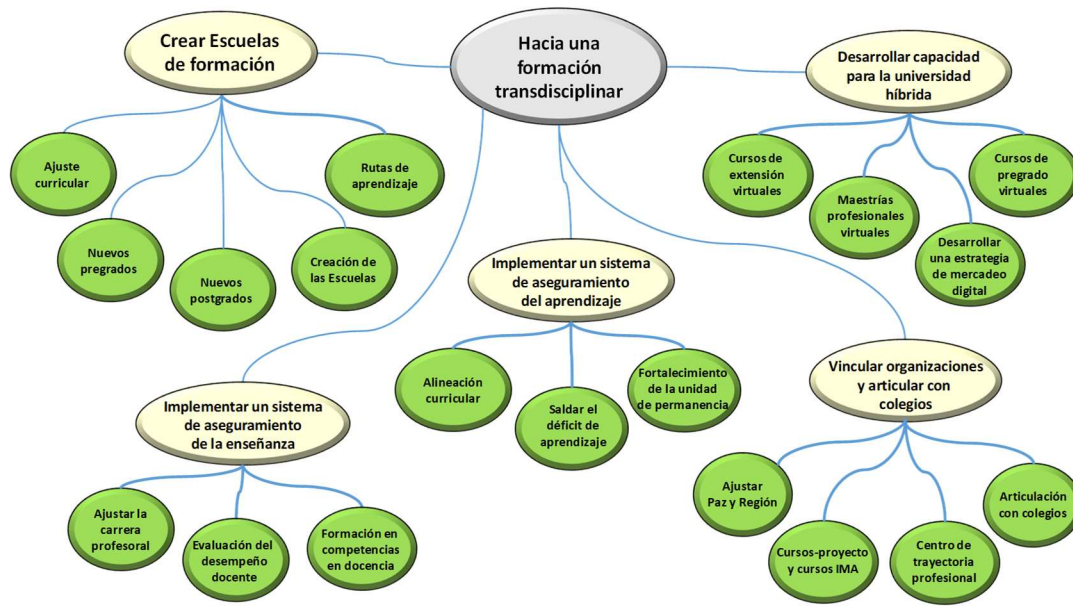 Hacia una
formación
transdisciplinar
Crear Escuelas
de formación
Ajuste
curricular
Nuevos
pregrados
Nuevos
postgrados
Creación de
las Escuelas
Rutas de
aprendizaje
Desarrollar capacidad
para la universidad
híbrida
Cursos de
extensión
virtuales
Maestrías
profesionales
virtuales
Desarrollar
una estrategia
de mercadeo
digital
Cursos de
pregrado
virtuales
Implementar un sistema
de aseguramiento
del aprendizaje
Alineación
curricular
Saldar el
déficit de
aprendizaje
Fortalecimiento
de la unidad
de permanencia
Implementar un sistema
de aseguramiento
de la enseñanza
Ajustar la
carrera
profesoral
Evaluación del
desempeño
docente
Formación en
competencias
en docencia
Vincular organizaciones
y articular con
colegios
Ajustar
Paz y Región
Cursos-proyecto
y cursos IMA
Centro de
trayectoria
profesional
Articulación
con colegios